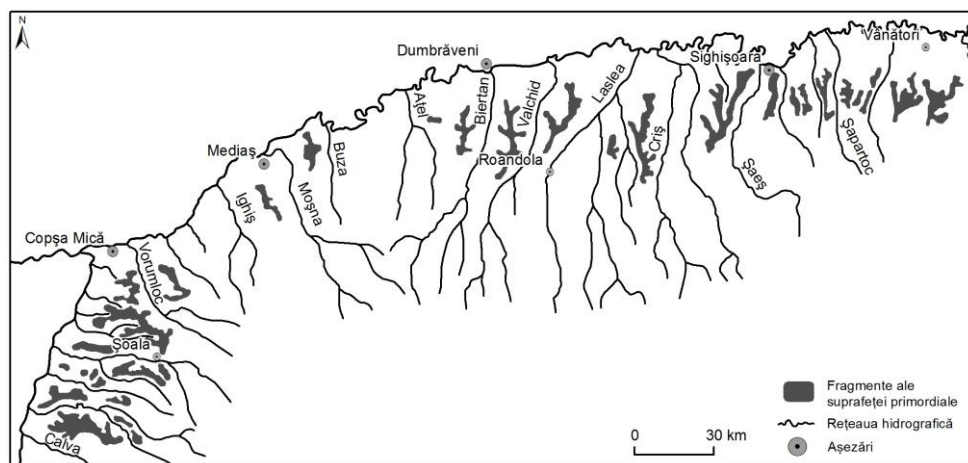 N
Vânători
Dumbrăveni
Sighișoara
Laslea
Biertan
Valchid
Ațel
Roandola
Criș
Șapartoc
Șaeș
Buza
Mediaș
Moșna
Ighiș
Copșa Mică
Vorumloc
Șoala
Calva
0 30 km
Fragmente ale
suprafeței primordiale
Rețeaua hidrografică
Așezări